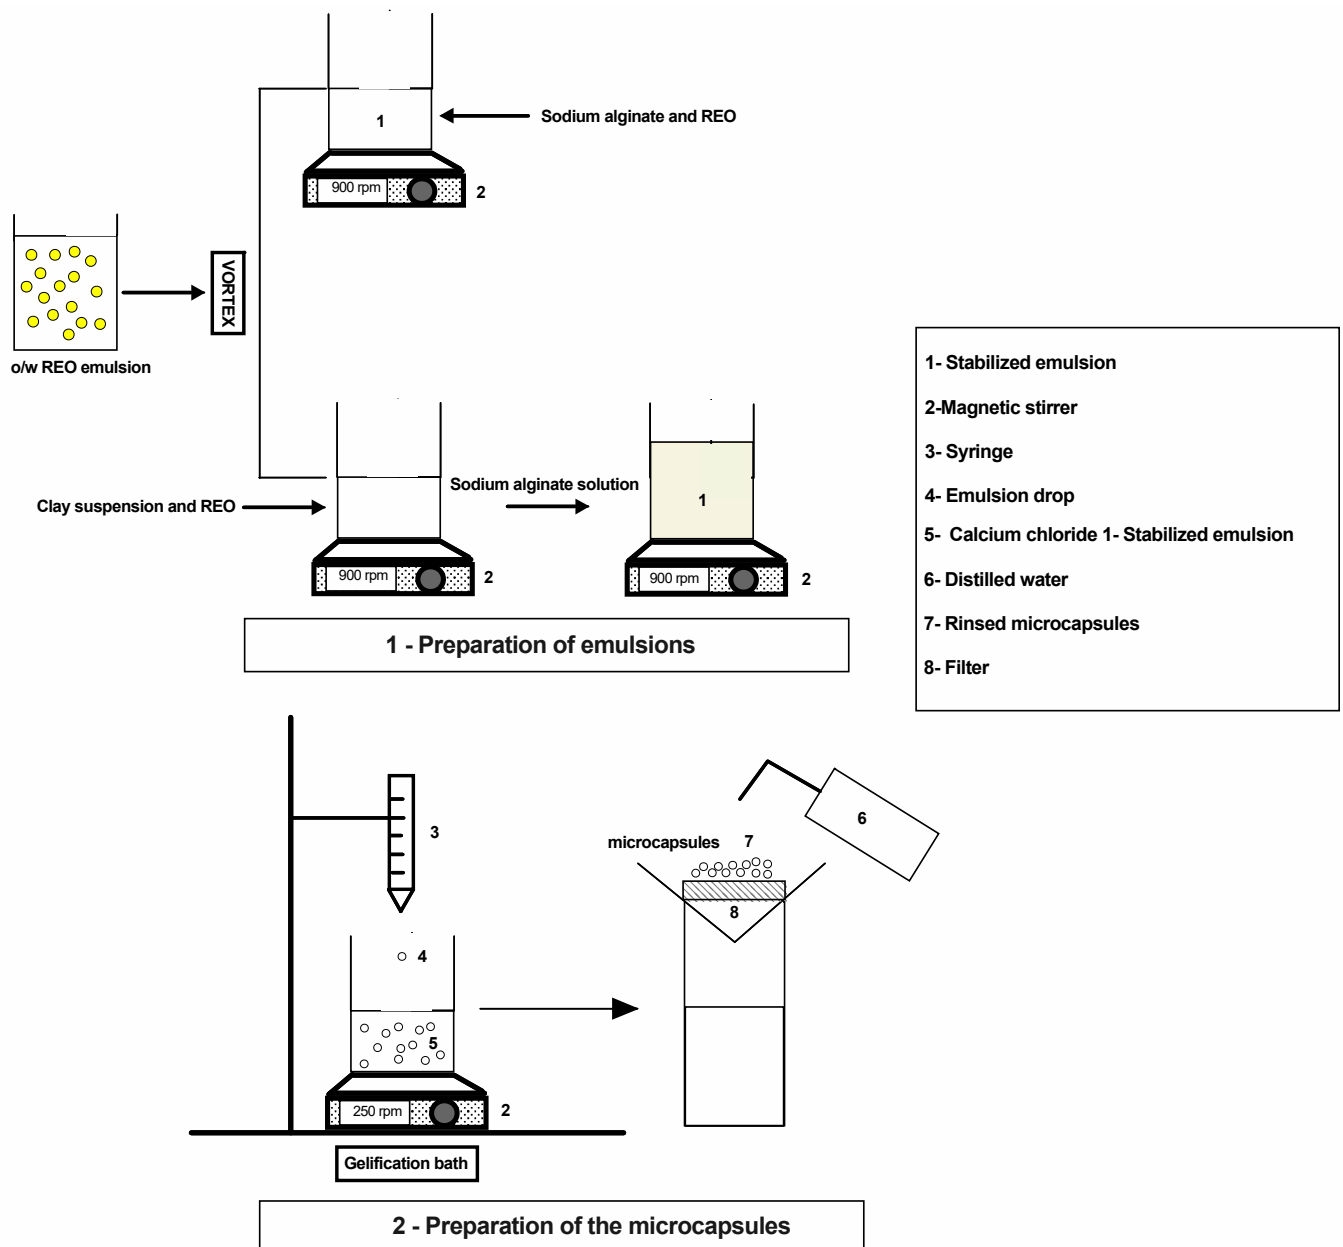 1
Sodium alginate and REO
900 rpm
2
VORTEX
o/w REO emulsion
Clay suspension and REO
900 rpm
2
Sodium alginate solution
1
900 rpm
2
1 - Preparation of emulsions
1- Stabilized emulsion
2-Magnetic stirrer
3- Syringe
4- Emulsion drop
5- Calcium chloride 1- Stabilized emulsion
6- Distilled water
7- Rinsed microcapsules
8- Filter
3
4
5
250 rpm
2
Gelification bath
6
microcapsules 7
8
2 - Preparation of the microcapsules